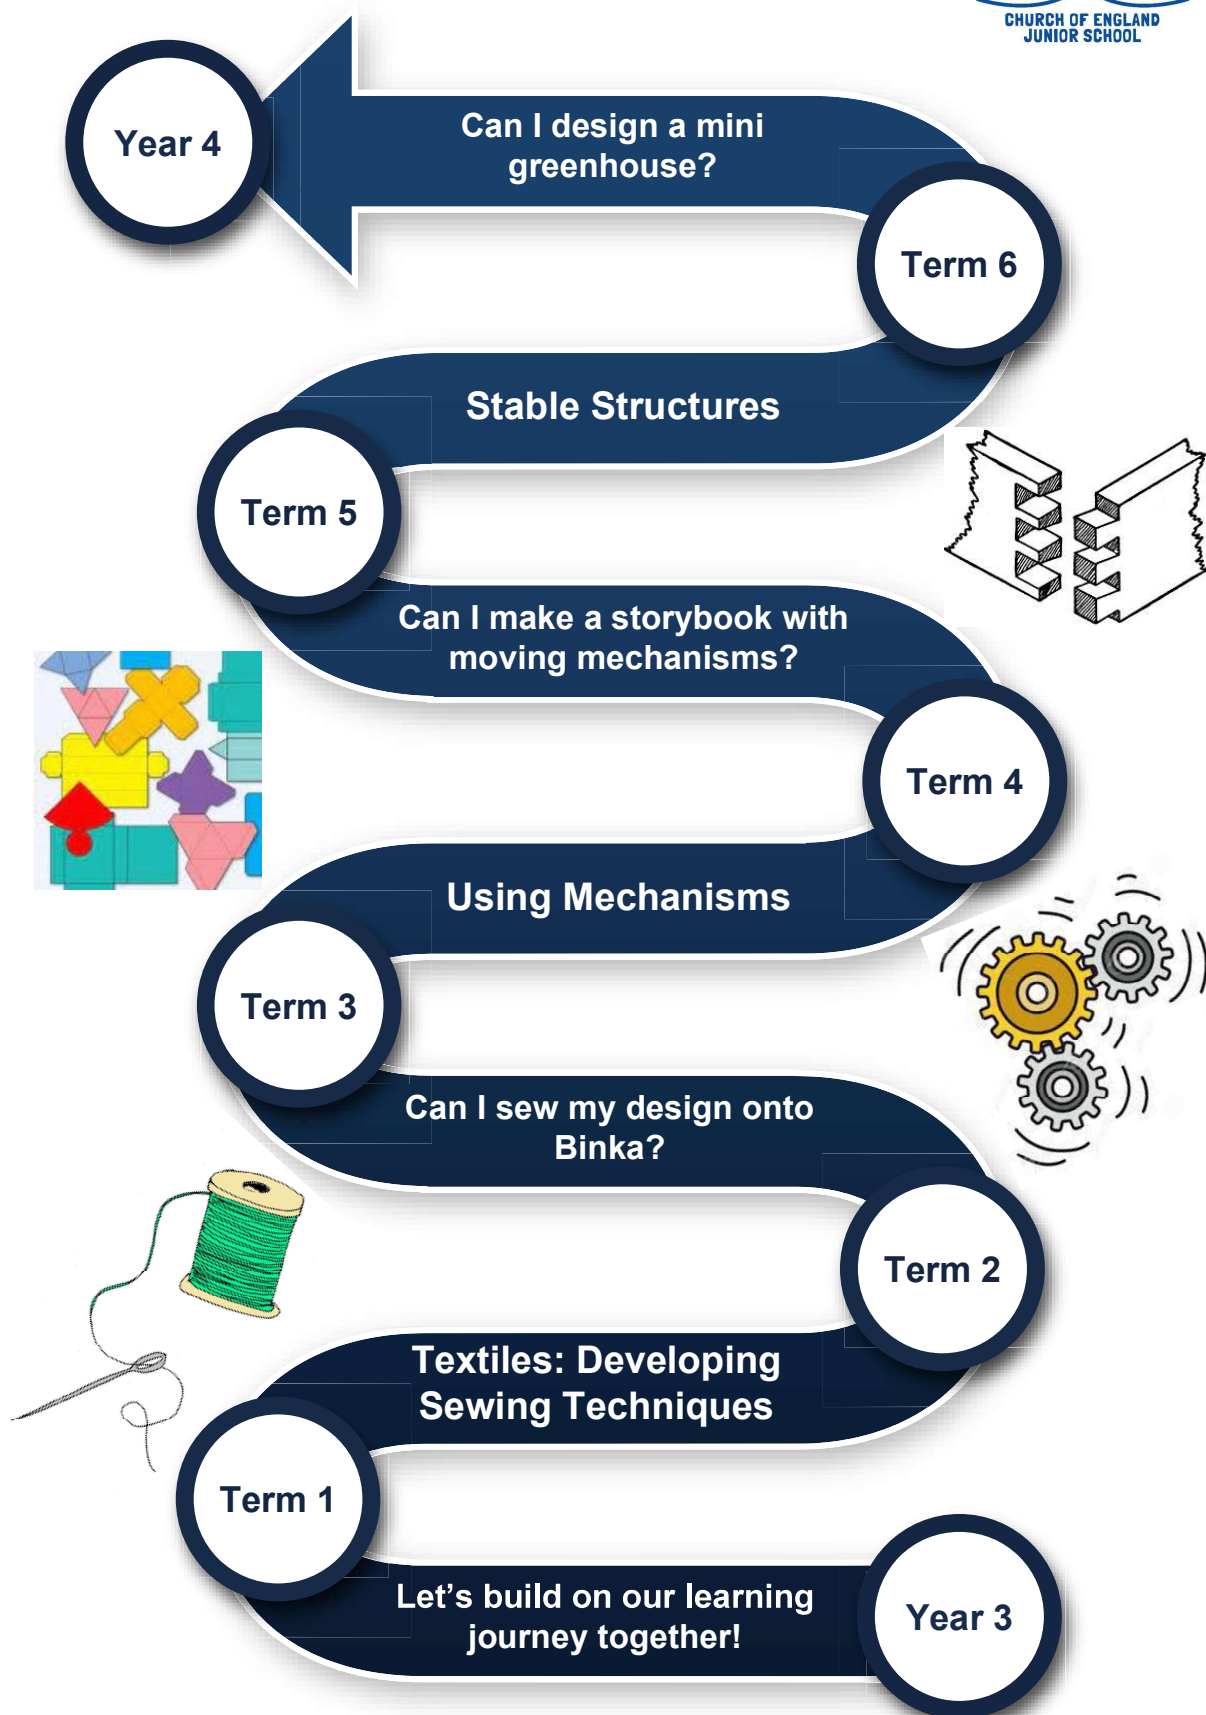 CHURCH OF ENGLAND
JUNIOR SCHOOL
Year 4
Can I design a mini
greenhouse?
Term 6
Stable Structures
Term 5
Can I make a storybook with
moving mechanisms?
Term 4
Using Mechanisms
Term 3
Can I sew my design onto
Binka?
Term 2
Textiles: Developing
Sewing Techniques
Term 1
Let’s build on our learning
journey together!
Year 3